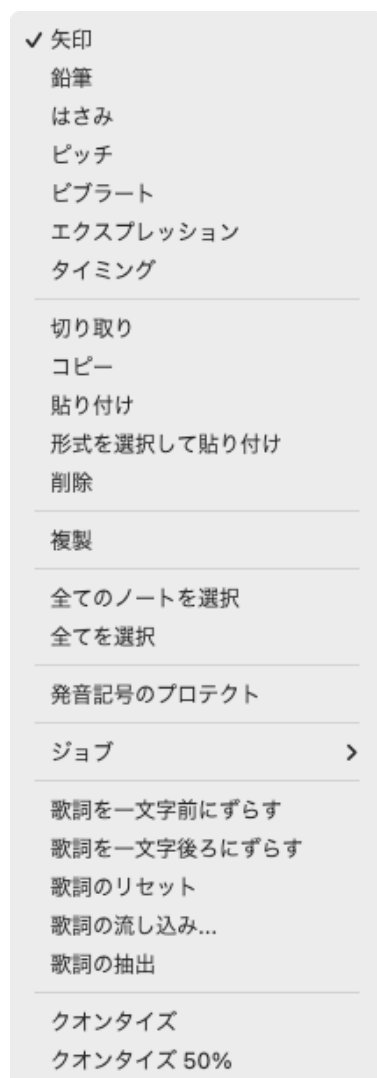 矢印
鉛筆
はさみ
ピッチ
ビブラート
エクスプレッション
タイミング
切り取り
コピー
貼り付け
形式を選択して貼り付け
削除
複製
全てのノートを選択
全てを選択
発音記号のプロテクト
ジョブ
歌詞を一文字前にずらす
歌詞を一文字後ろにずらす
歌詞のリセット
歌詞の流し込み...
歌詞の抽出
クオンタイズ
クオンタイズ 50%